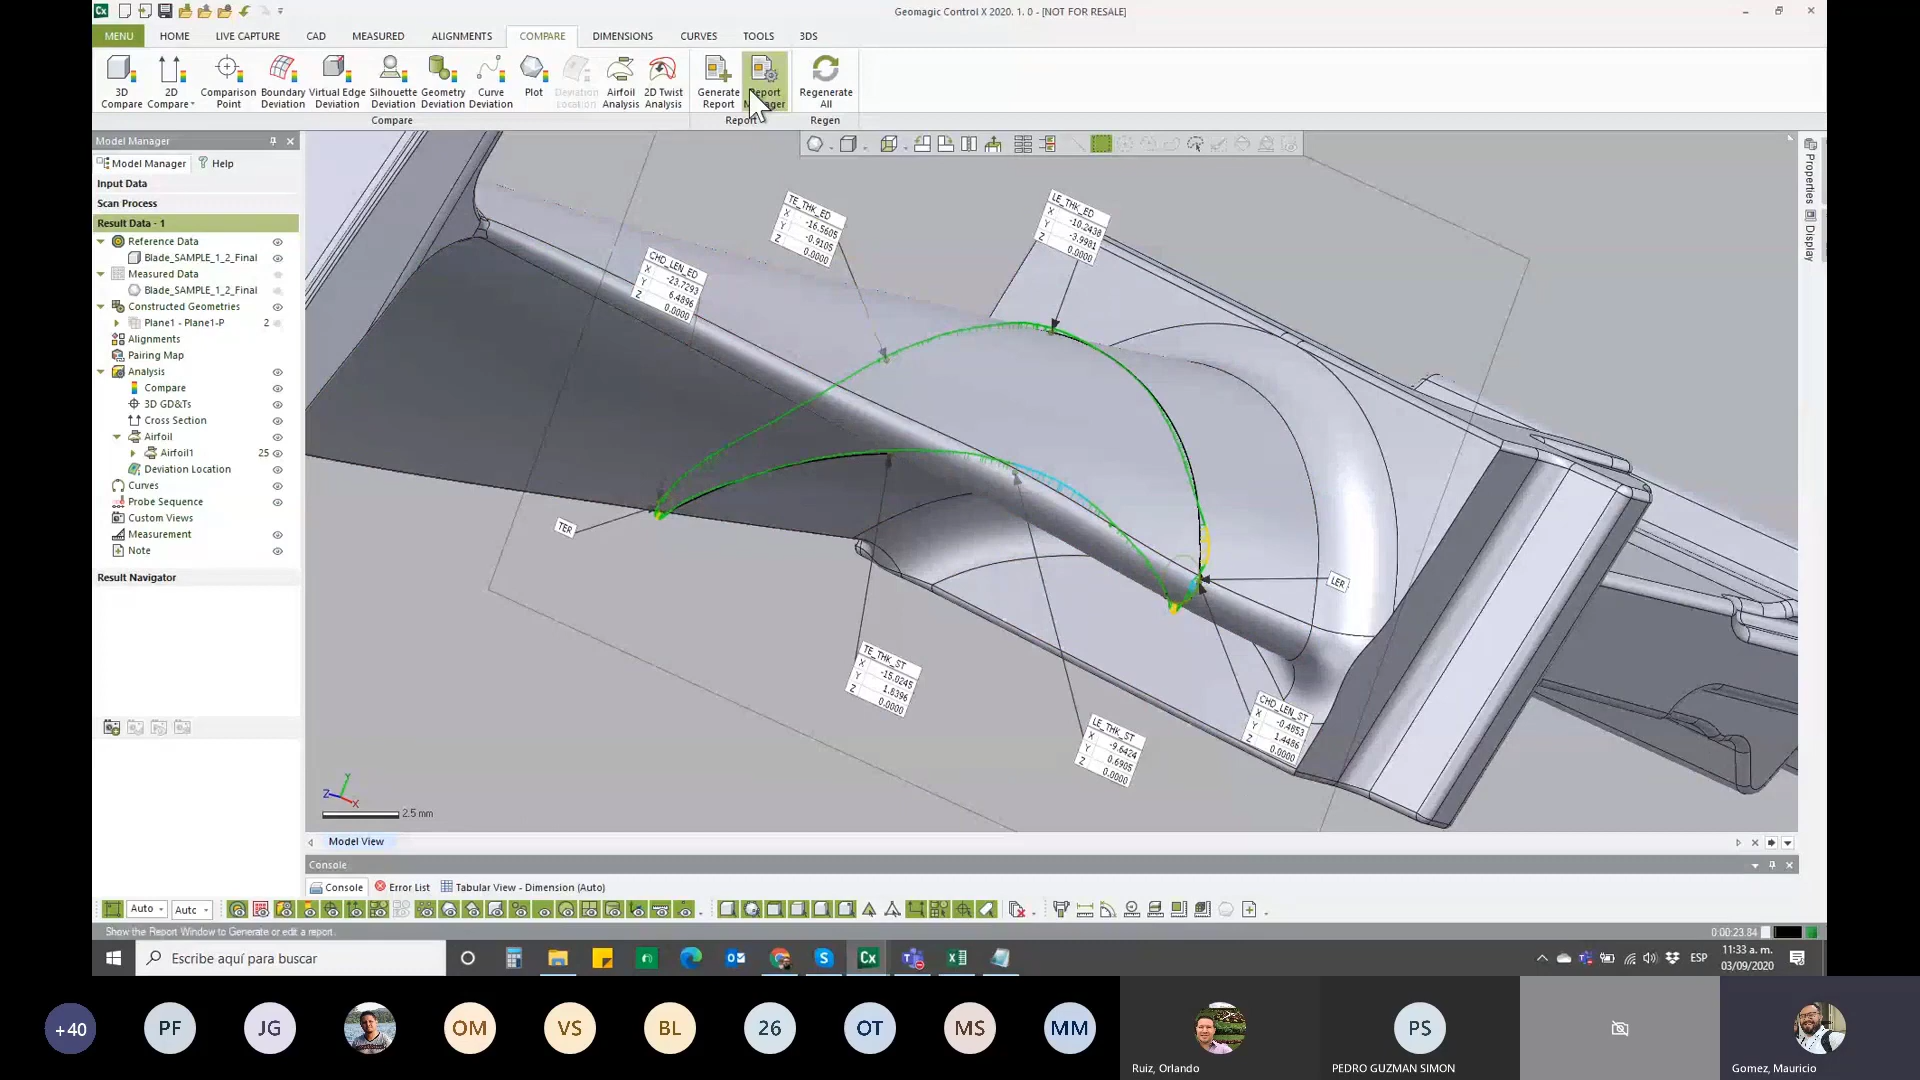 Geomagic Control X 2020. 1. 0 - [NOT FOR RESALE]
MENU HOME LIVE CAPTURE CAD MEASURED ALIGNMENTS COMPARE DIMENSIONS CURVES TOOLS 3DS
3D Compare
2D Compare
Comparison Point
Boundary Deviation
Virtual Edge Deviation
Silhouette Deviation
Geometry Deviation
Curve Deviation
Plot
Deviation Location
Airfoil Analysis
2D Twist Analysis
Generate Report
Report Manager
Regenerate All
Compare
Report
Regen
Model Manager
Model Manager Help
Input Data
Scan Process
Result Data - 1
Reference Data
Blade_SAMPLE_1_2_Final
Measured Data
Blade_SAMPLE_1_2_Final
Constructed Geometries
Plane1 - Plane1-P 2
Alignments
Pairing Map
Analysis
Compare
3D GD&Ts
Cross Section
Airfoil
Airfoil1 25
Deviation Location
Curves
Probe Sequence
Custom Views
Measurement
Note
Result Navigator
TE_THK_ED
X -16.5605
Y -0.9105
Z 0.0000
LE_THK_ED
X -10.2438
Y -3.9981
Z 0.0000
CHD_LEN_ED
X -23.7293
Y 6.4896
Z 0.0000
TER
LER
TE_THK_ST
X -15.0245
Y 1.8396
Z 0.0000
LE_THK_ST
X -9.6424
Y 0.6905
Z 0.0000
CHD_LEN_ST
X -0.4853
Y 1.4486
Z 0.0000
Y
Z
X
2.5 mm
Properties
Display
Model View
Console
Console Error List Tabular View - Dimension (Auto)
Auto Autc
Show the Report Window to Generate or edit a report.
0:00:23.84
Escribe aquí para buscar
Cx
ESP
11:33 a. m.
03/09/2020
+40
PF
JG
OM
VS
BL
26
OT
MS
MM
PS
Ruiz, Orlando
PEDRO GUZMAN SIMON
Gomez, Mauricio